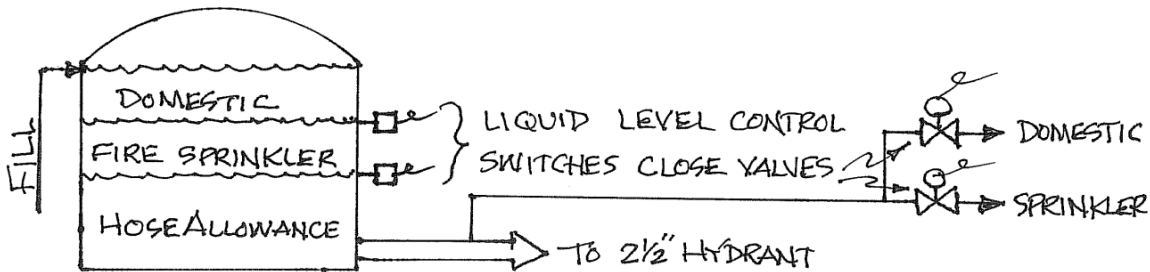 FILL
DOMESTIC
FIRE SPRINKLER
HOSE ALLOWANCE
LIQUID LEVEL CONTROL
SWITCHES CLOSE VALVES
DOMESTIC
SPRINKLER
TO 2½" HYDRANT